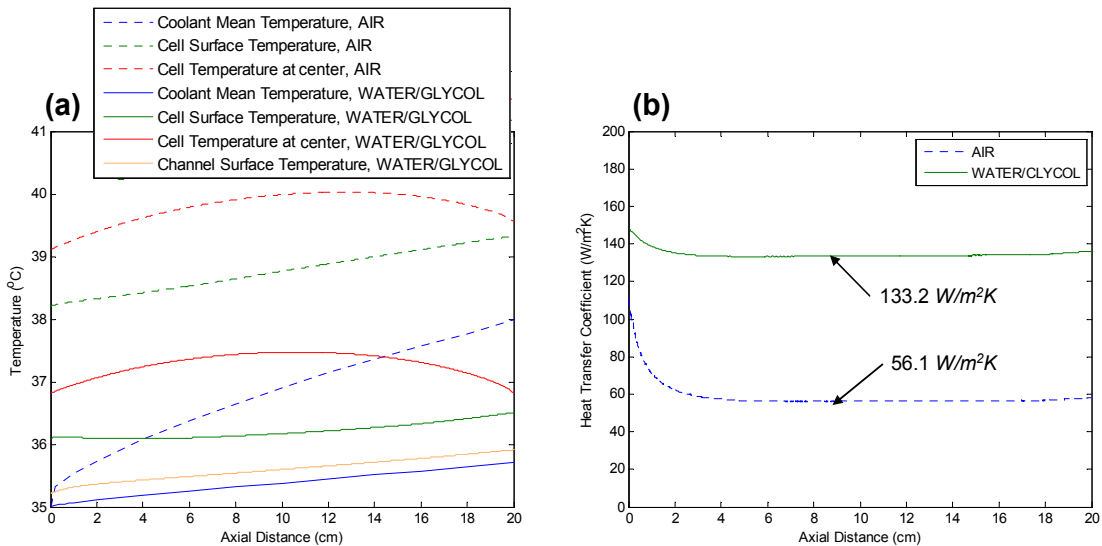 Coolant Mean Temperature, AIR
Cell Surface Temperature, AIR
Cell Temperature at center, AIR
Coolant Mean Temperature, WATER/GLYCOL
Cell Surface Temperature, WATER/GLYCOL
Cell Temperature at center, WATER/GLYCOL
Channel Surface Temperature, WATER/GLYCOL
(a)
41
40
39
38
37
36
35
Temperature (°C)
0 2 4 6 8 10 12 14 16 18 20
Axial Distance (cm)
(b)
200
180
160
140
120
100
80
60
40
20
0
Heat Transfer Coefficient (W/m²K)
AIR
WATER/CLYCOL
133.2 W/m²K
56.1 W/m²K
0 2 4 6 8 10 12 14 16 18 20
Axial Distance (cm)